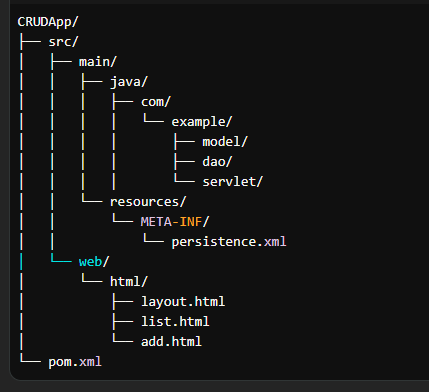 CRUDApp/
├── src/
│   ├── main/
│   │   ├── java/
│   │   │   ├── com/
│   │   │   │   └── example/
│   │   │   │       ├── model/
│   │   │   │       ├── dao/
│   │   │   │       └── servlet/
│   │   └── resources/
│   │       └── META-INF/
│   │           └── persistence.xml
│   └── web/
│       └── html/
│           ├── layout.html
│           ├── list.html
│           └── add.html
└── pom.xml